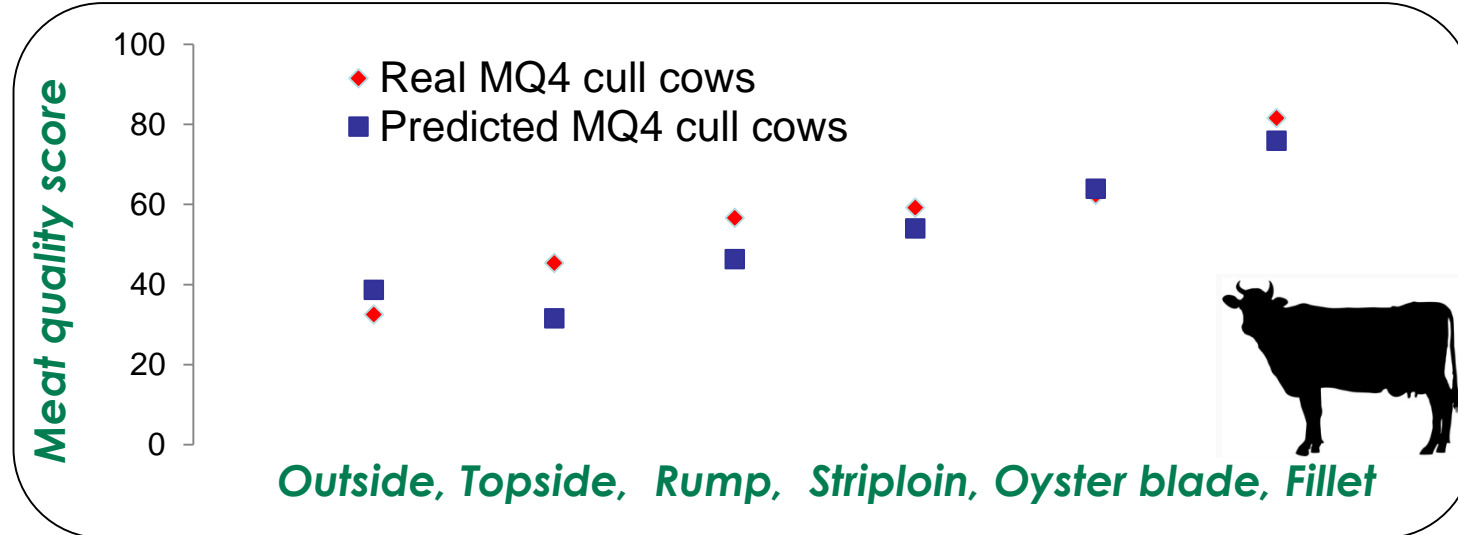 Meat quality score
100
80
60
40
20
0
Real MQ4 cull cows
Predicted MQ4 cull cows
Outside, Topside, Rump, Striploin, Oyster blade, Fillet